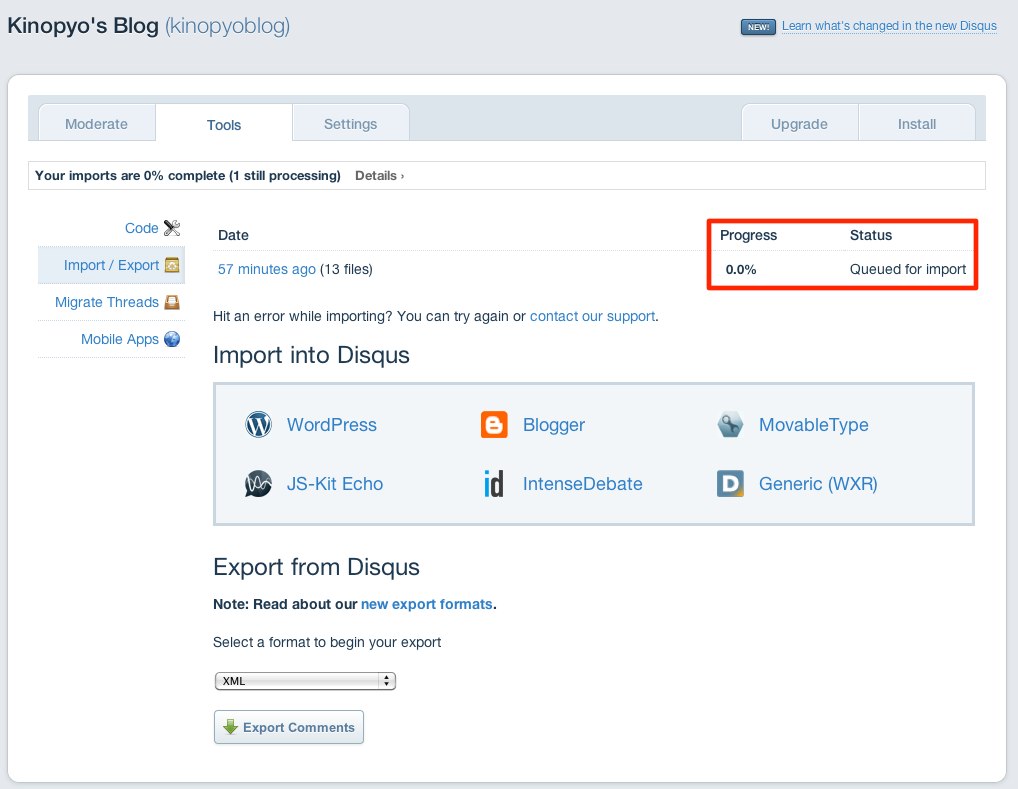 Kinopyo's Blog (kinopyoblog)
NEW! Learn what's changed in the new Disqus
Moderate Tools Settings Upgrade Install
Your imports are 0% complete (1 still processing) Details ›
Code
Import / Export
Migrate Threads
Mobile Apps
Date Progress Status
57 minutes ago (13 files) 0.0% Queued for import
Hit an error while importing? You can try again or contact our support.
Import into Disqus
WordPress Blogger MovableType
JS-Kit Echo id IntenseDebate D Generic (WXR)
Export from Disqus
Note: Read about our new export formats.
Select a format to begin your export
XML
Export Comments